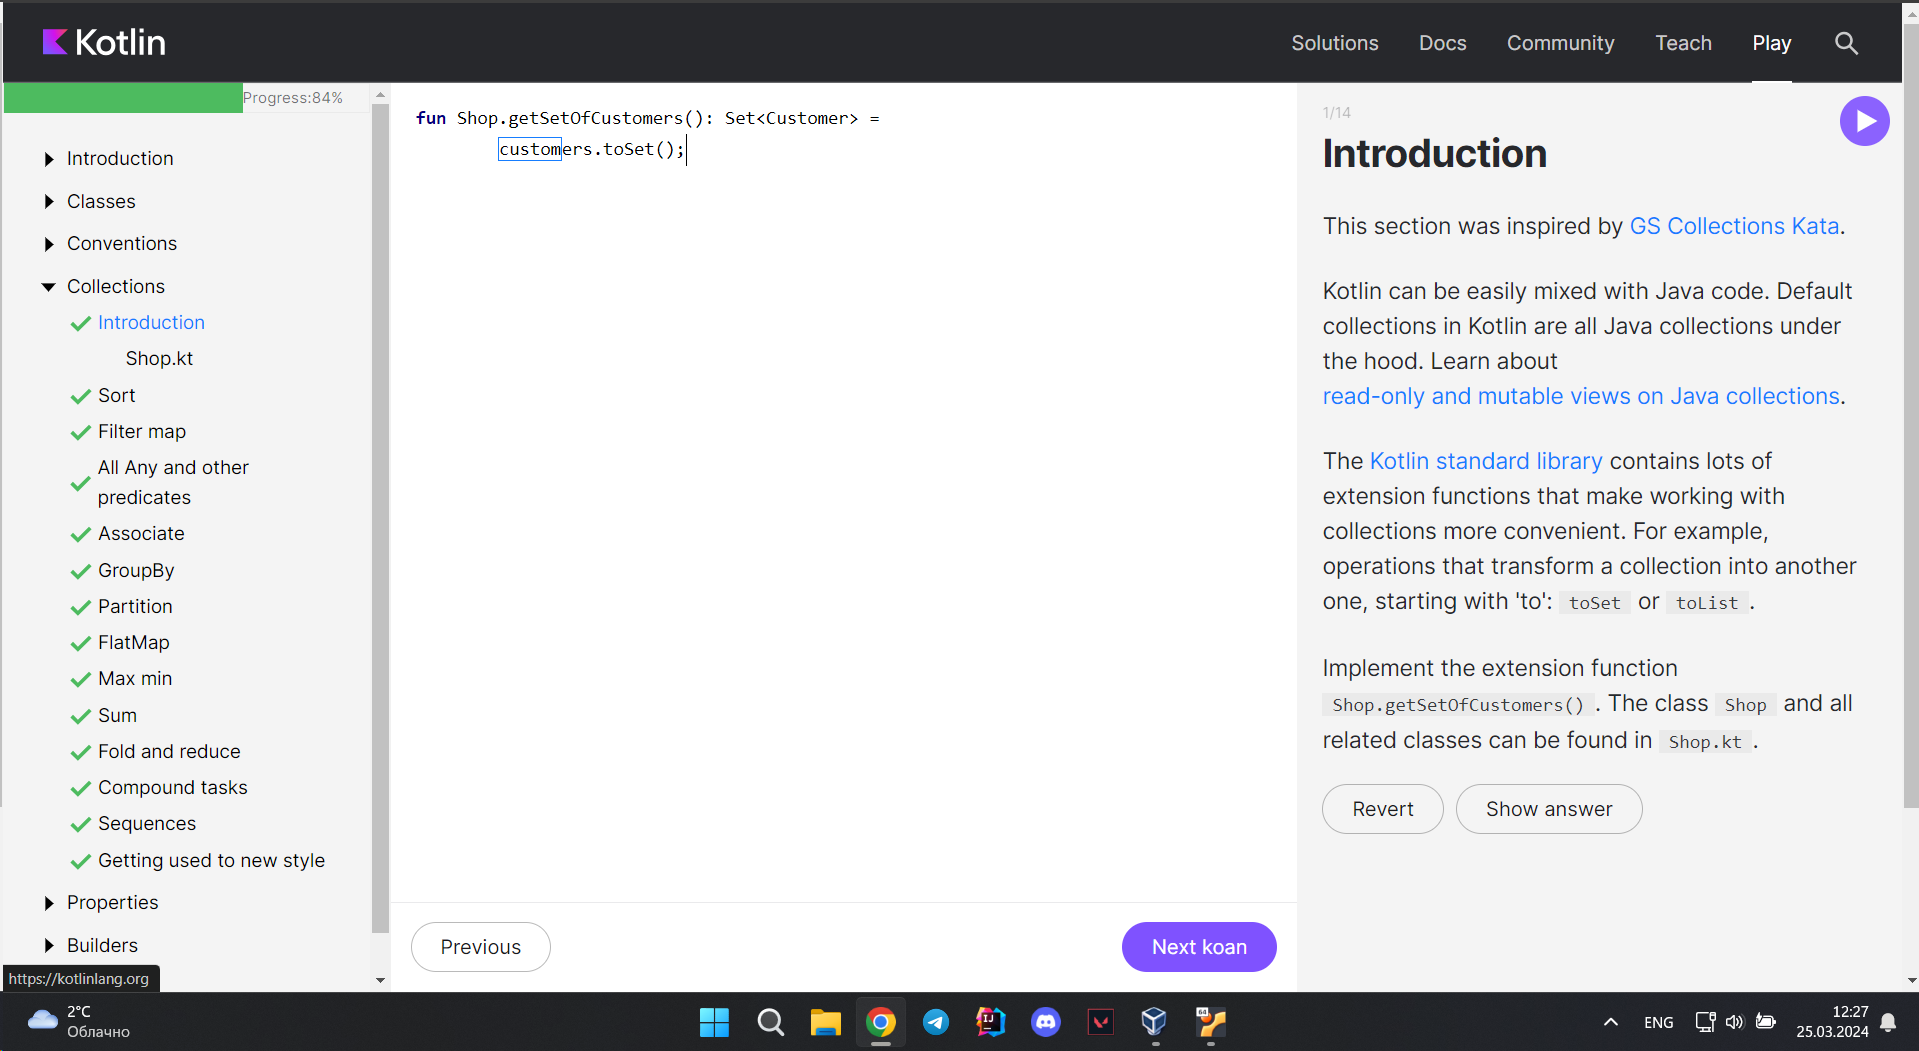 Kotlin
Solutions
Docs
Community
Teach
Play
Progress:84%
Introduction
Classes
Conventions
Collections
Introduction
Shop.kt
Sort
Filter map
All Any and other
predicates
Associate
GroupBy
Partition
FlatMap
Max min
Sum
Fold and reduce
Compound tasks
Sequences
Getting used to new style
Properties
Builders
https://kotlinlang.org
fun Shop.getSetOfCustomers(): Set<Customer> =
customers.toSet();
Previous
Next koan
1/14
Introduction
This section was inspired by GS Collections Kata.
Kotlin can be easily mixed with Java code. Default
collections in Kotlin are all Java collections under
the hood. Learn about
read-only and mutable views on Java collections.
The Kotlin standard library contains lots of
extension functions that make working with
collections more convenient. For example,
operations that transform a collection into another
one, starting with 'to': toSet or toList.
Implement the extension function
Shop.getSetOfCustomers(). The class Shop and all
related classes can be found in Shop.kt.
Revert
Show answer
2°C
Облачно
64
ENG
12:27
25.03.2024